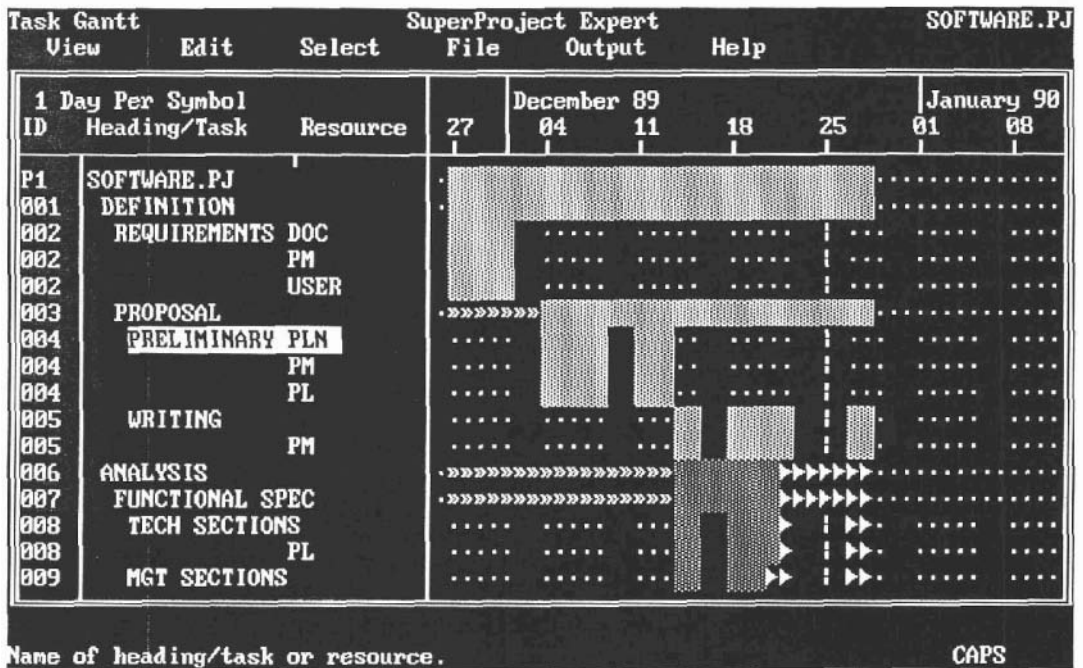 Task Gantt SuperProject Expert SOFTWARE.PJ
View Edit Select File Output Help
1 Day Per Symbol December 89 January 90
ID Heading/Task Resource 27 04 11 18 25 01 08
P1 SOFTWARE.PJ
001 DEFINITION
002 REQUIREMENTS DOC
002 PM
002 USER
003 PROPOSAL
004 PRELIMINARY PLN
004 PM
004 PL
005 WRITING
005 PM
006 ANALYSIS
007 FUNCTIONAL SPEC
008 TECH SECTIONS
008 PL
009 MGT SECTIONS
Name of heading/task or resource. CAPS